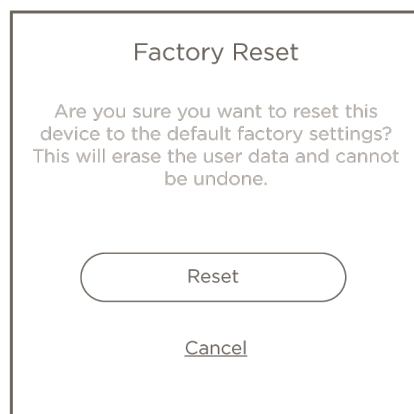 Factory Reset
Are you sure you want to reset this
device to the default factory settings?
This will erase the user data and cannot
be undone.
Reset
Cancel